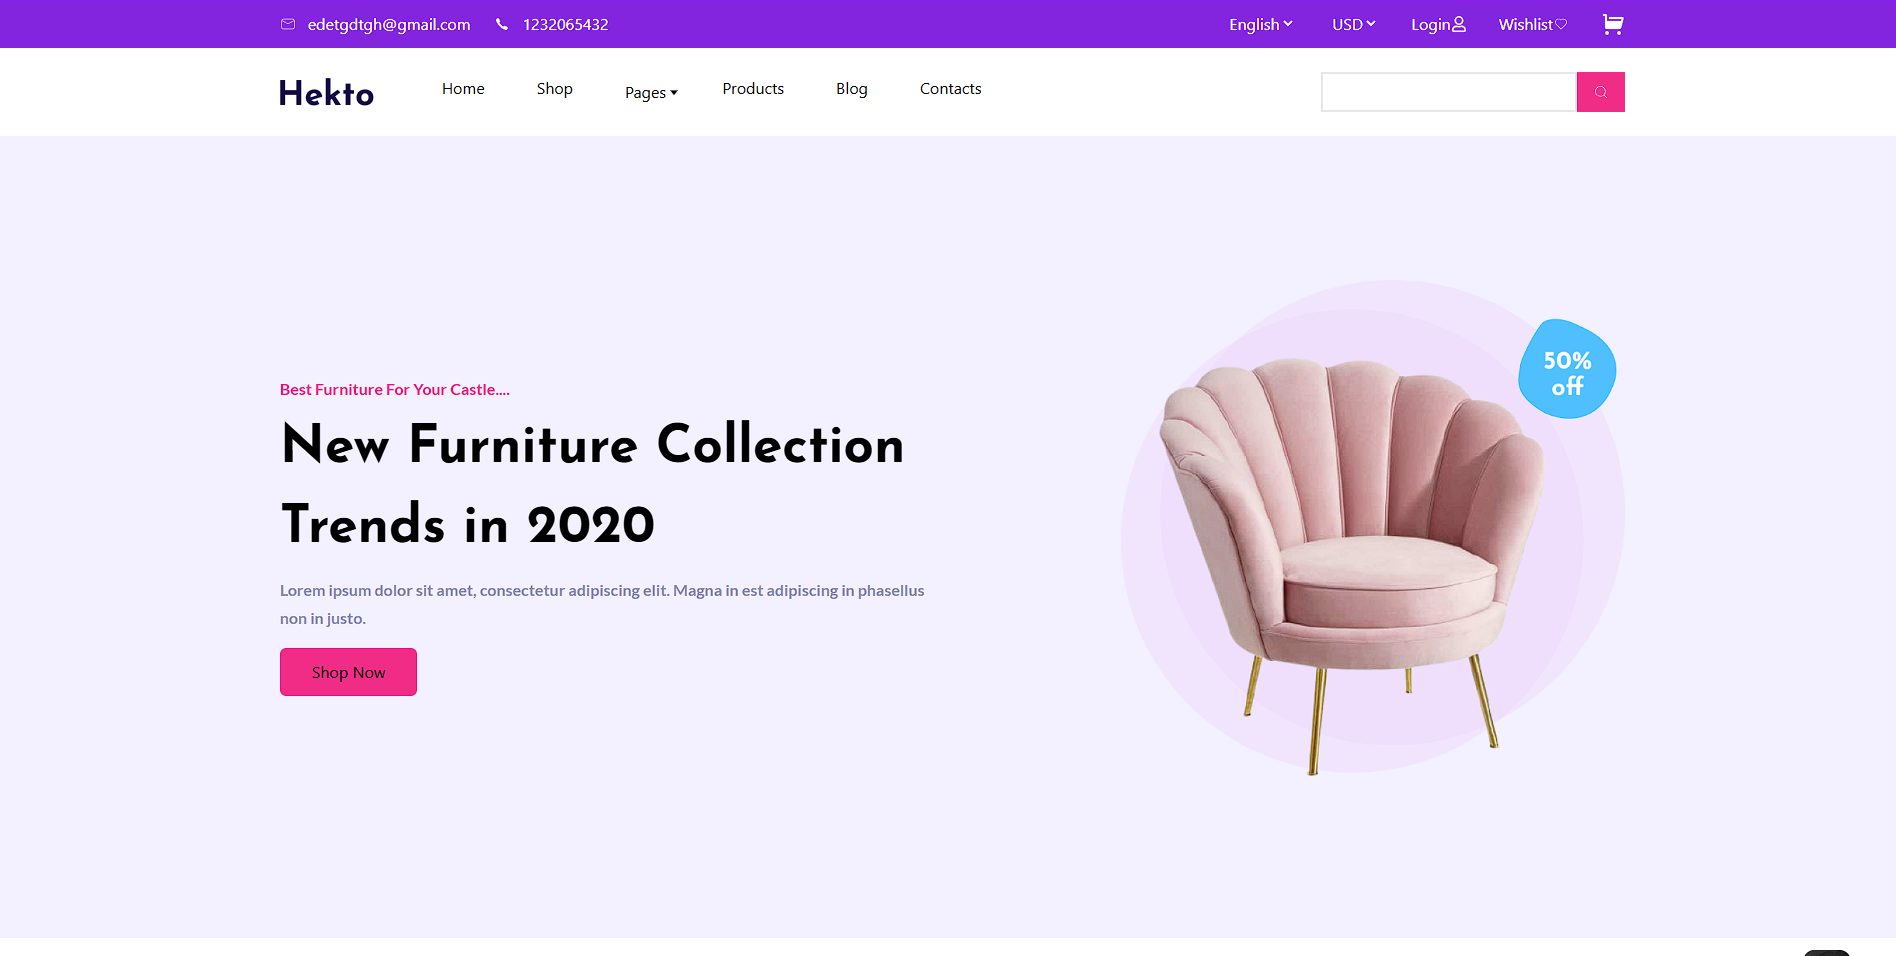 edetgdtgh@gmail.com 1232065432 English USD Login Wishlist
Hekto Home Shop Pages Products Blog Contacts
50%
off
Best Furniture For Your Castle....
New Furniture Collection
Trends in 2020
Lorem ipsum dolor sit amet, consectetur adipiscing elit. Magna in est adipiscing in phasellus
non in justo.
Shop Now